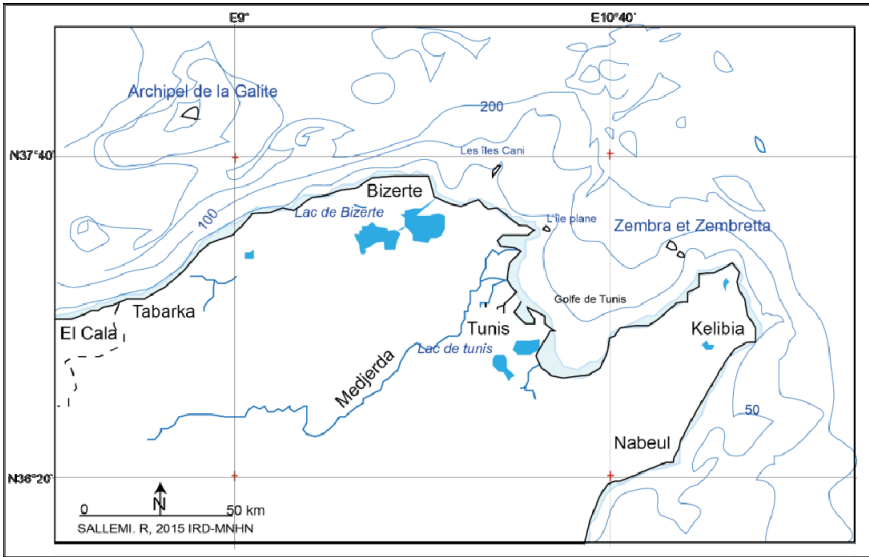 E9°
E10°40'
Archipel de la Galite
200
N37°40'
Les îles Cani
Bizerte
Lac de Bizerte
100
L'île plane
Zembra et Zembretta
Golfe de Tunis
Tabarka
El Cala
Tunis
Kelibia
Lac de tunis
Medjerda
50
Nabeul
N36°20'
0
N
50 km
SALLEMI. R, 2015 IRD-MNHN